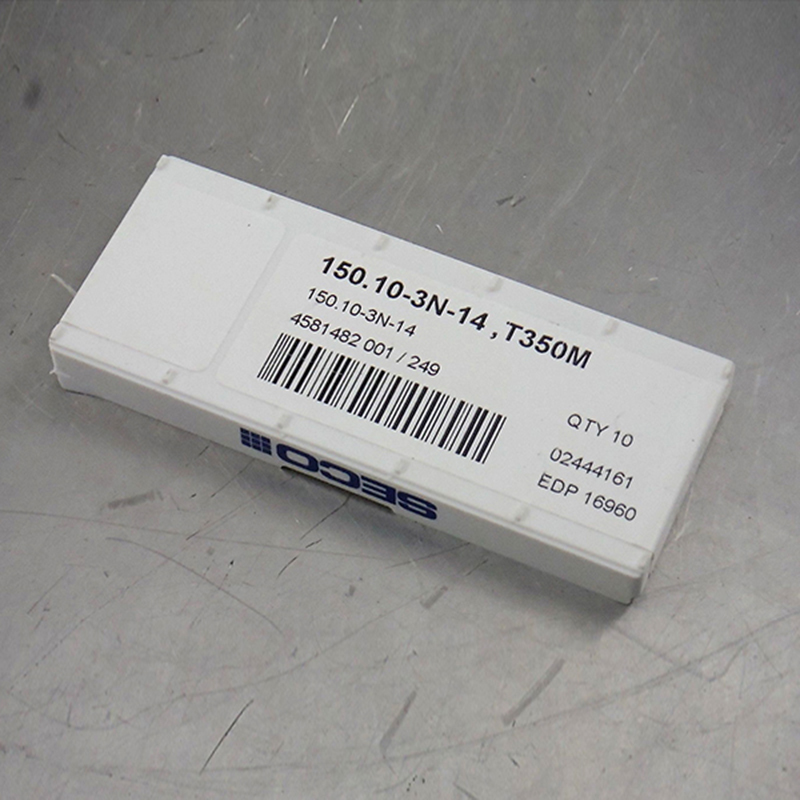 150.10-3N-14 , T350M
150.10-3N-14
4581482 001 / 249
QTY 10
02444161
EDP 16960
SECO